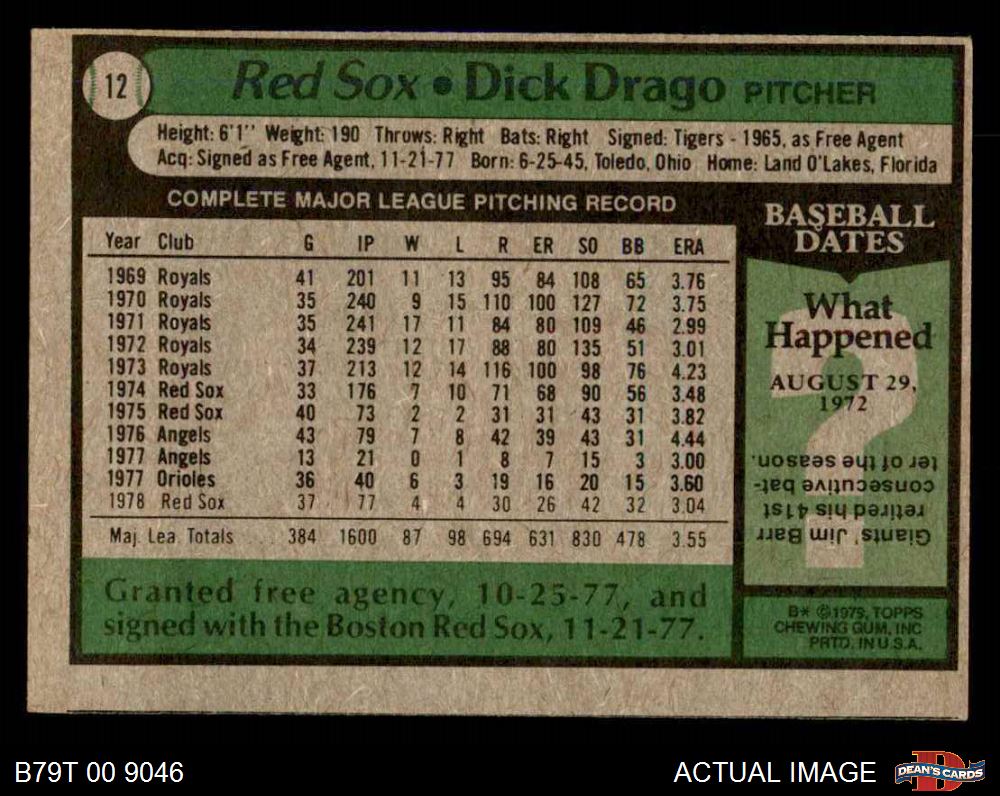 12
Red Sox • Dick Drago PITCHER
Height: 6'1" Weight: 190 Throws: Right Bats: Right Signed: Tigers - 1965, as Free Agent
Acq: Signed as Free Agent, 11-21-77 Born: 6-25-45, Toledo, Ohio Home: Land O'Lakes, Florida
COMPLETE MAJOR LEAGUE PITCHING RECORD
Year Club G IP W L R ER SO BB ERA
1969 Royals 41 201 11 13 95 84 108 65 3.76
1970 Royals 35 240 9 15 110 100 127 72 3.75
1971 Royals 35 241 17 11 84 80 109 46 2.99
1972 Royals 34 239 12 17 88 80 135 51 3.01
1973 Royals 37 213 12 14 116 100 98 76 4.23
1974 Red Sox 33 176 7 10 71 68 90 56 3.48
1975 Red Sox 40 73 2 2 31 31 43 31 3.82
1976 Angels 43 79 7 8 42 39 43 31 4.44
1977 Angels 13 21 0 1 8 7 15 3 3.00
1977 Orioles 36 40 6 3 19 16 20 15 3.60
1978 Red Sox 37 77 4 4 30 26 42 32 3.04
Maj. Lea. Totals 384 1600 87 98 694 631 830 478 3.55
Granted free agency, 10-25-77, and
signed with the Boston Red Sox, 11-21-77.
BASEBALL
DATES
What
Happened
AUGUST 29,
1972
?
Giants' Jim Barr
retired his 41st
consecutive bat-
ter of the season.
B* ©1979, TOPPS
CHEWING GUM, INC
PRTD. IN U.S.A.
B79T 00 9046
ACTUAL IMAGE
D
DEAN'S CARDS